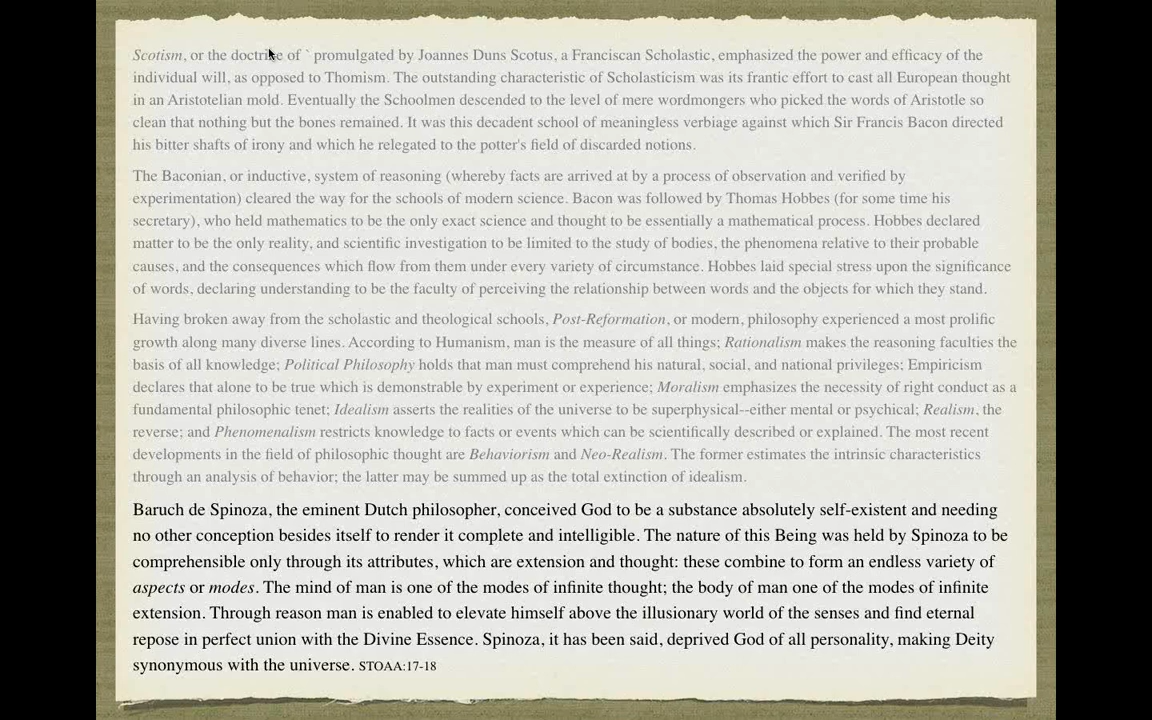 Scotism, or the doctrine of ` promulgated by Joannes Duns Scotus, a Franciscan Scholastic, emphasized the power and efficacy of the
individual will, as opposed to Thomism. The outstanding characteristic of Scholasticism was its frantic effort to cast all European thought
in an Aristotelian mold. Eventually the Schoolmen descended to the level of mere wordmongers who picked the words of Aristotle so
clean that nothing but the bones remained. It was this decadent school of meaningless verbiage against which Sir Francis Bacon directed
his bitter shafts of irony and which he relegated to the potter's field of discarded notions.
The Baconian, or inductive, system of reasoning (whereby facts are arrived at by a process of observation and verified by
experimentation) cleared the way for the schools of modern science. Bacon was followed by Thomas Hobbes (for some time his
secretary), who held mathematics to be the only exact science and thought to be essentially a mathematical process. Hobbes declared
matter to be the only reality, and scientific investigation to be limited to the study of bodies, the phenomena relative to their probable
causes, and the consequences which flow from them under every variety of circumstance. Hobbes laid special stress upon the significance
of words, declaring understanding to be the faculty of perceiving the relationship between words and the objects for which they stand.
Having broken away from the scholastic and theological schools, Post-Reformation, or modern, philosophy experienced a most prolific
growth along many diverse lines. According to Humanism, man is the measure of all things; Rationalism makes the reasoning faculties the
basis of all knowledge; Political Philosophy holds that man must comprehend his natural, social, and national privileges; Empiricism
declares that alone to be true which is demonstrable by experiment or experience; Moralism emphasizes the necessity of right conduct as a
fundamental philosophic tenet; Idealism asserts the realities of the universe to be superphysical--either mental or psychical; Realism, the
reverse; and Phenomenalism restricts knowledge to facts or events which can be scientifically described or explained. The most recent
developments in the field of philosophic thought are Behaviorism and Neo-Realism. The former estimates the intrinsic characteristics
through an analysis of behavior; the latter may be summed up as the total extinction of idealism.
Baruch de Spinoza, the eminent Dutch philosopher, conceived God to be a substance absolutely self-existent and needing
no other conception besides itself to render it complete and intelligible. The nature of this Being was held by Spinoza to be
comprehensible only through its attributes, which are extension and thought: these combine to form an endless variety of
aspects or modes. The mind of man is one of the modes of infinite thought; the body of man one of the modes of infinite
extension. Through reason man is enabled to elevate himself above the illusionary world of the senses and find eternal
repose in perfect union with the Divine Essence. Spinoza, it has been said, deprived God of all personality, making Deity
synonymous with the universe. STOAA:17-18